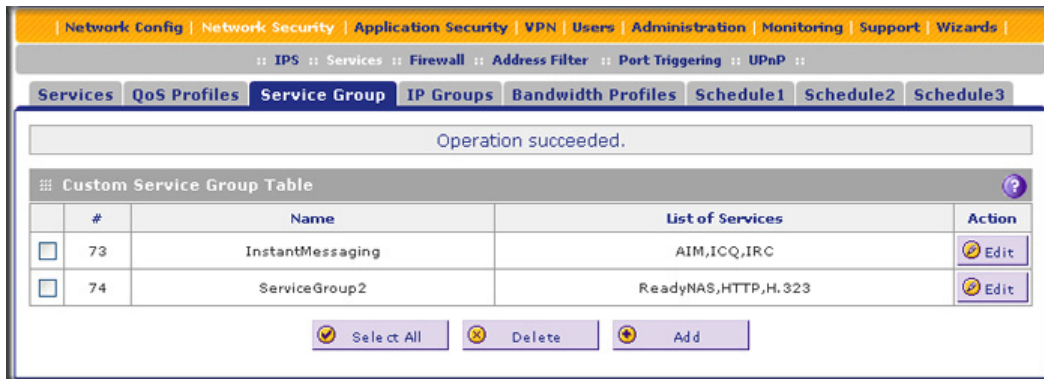 | Network Config | Network Security | Application Security | VPN | Users | Administration | Monitoring | Support | Wizards |
:: IPS :: Services :: Firewall :: Address Filter :: Port Triggering :: UPnP ::
Services QoS Profiles Service Group IP Groups Bandwidth Profiles Schedule1 Schedule2 Schedule3
Operation succeeded.
Custom Service Group Table ?
# Name List of Services Action
73 InstantMessaging AIM,ICQ,IRC Edit
74 ServiceGroup2 ReadyNAS,HTTP,H.323 Edit
Select All Delete Add